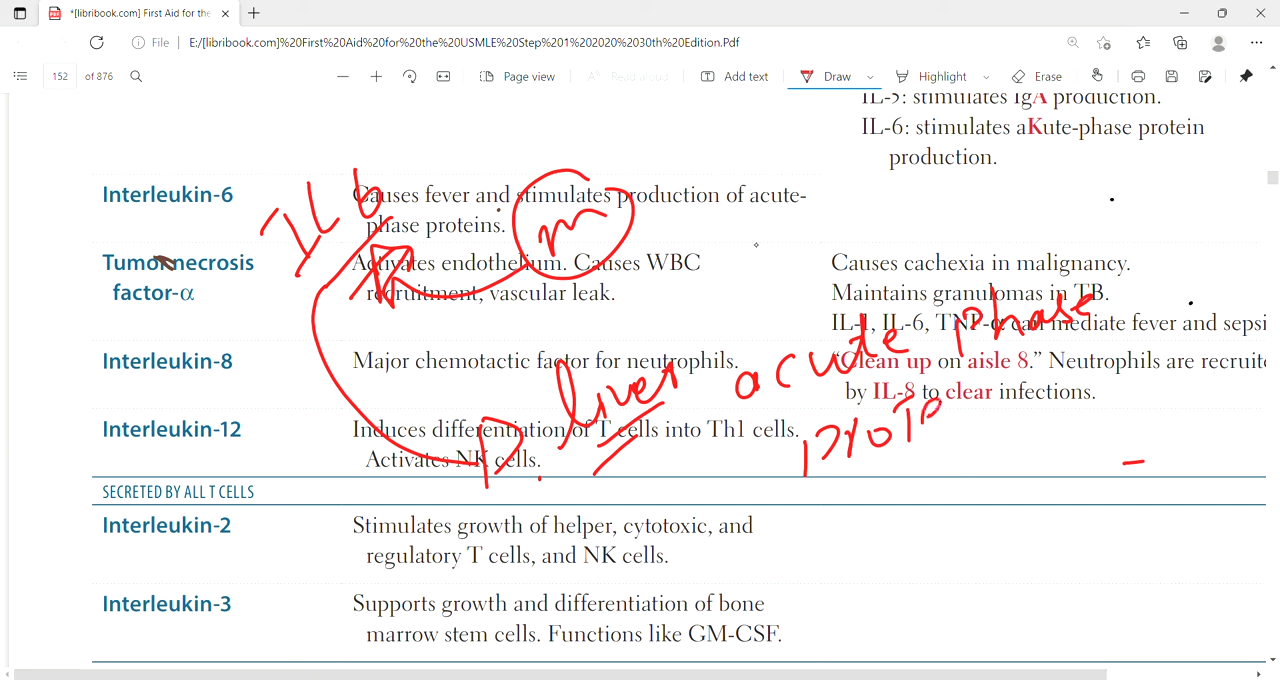 *[libribook.com] First Aid for the
File E:/[libribook.com]%20First%20Aid%20for%20the%20USMLE%20Step%201%202020%2030th%20Edition.Pdf
152 of 876 Page view Read aloud Add text Draw Highlight Erase
IL-5: stimulates IgA production.
IL-6: stimulates aKute-phase protein
production.
Interleukin-6 Causes fever and stimulates production of acute-
phase proteins.
IL 6
m
Tumor necrosis Activates endothelium. Causes WBC Causes cachexia in malignancy.
factor-α recruitment, vascular leak. Maintains granulomas in TB.
IL-1, IL-6, TNF-α can mediate fever and sepsi
Interleukin-8 Major chemotactic factor for neutrophils. “Clean up on aisle 8.” Neutrophils are recruite
by IL-8 to clear infections.
liver acute phase
proT
Interleukin-12 Induces differentiation of T cells into Th1 cells.
Activates NK cells.
SECRETED BY ALL T CELLS
Interleukin-2 Stimulates growth of helper, cytotoxic, and
regulatory T cells, and NK cells.
Interleukin-3 Supports growth and differentiation of bone
marrow stem cells. Functions like GM-CSF.